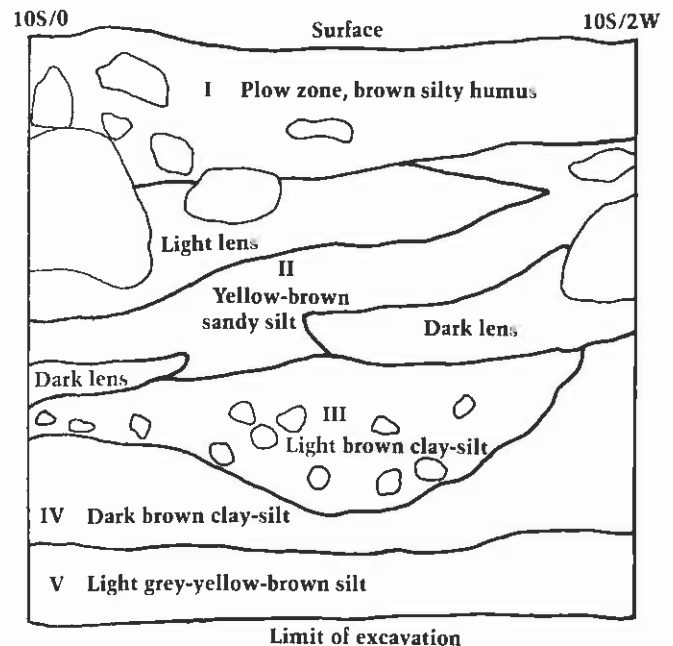 10S/0
10S/2W
Surface
I Plow zone, brown silty humus
Light lens
II
Yellow-brown
sandy silt
Dark lens
Dark lens
III
Light brown clay-silt
IV Dark brown clay-silt
V Light grey-yellow-brown silt
Limit of excavation